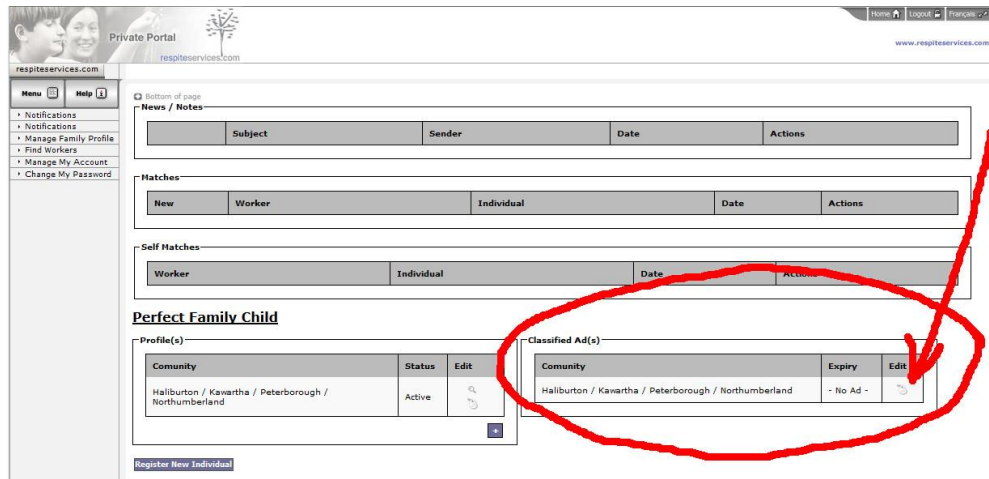 Home Logout Français
Private Portal
respiteservices.com
www.respiteservices.com
respiteservices.com
Menu Help
Notifications
Notifications
Manage Family Profile
Find Workers
Manage My Account
Change My Password
Bottom of page
News / Notes
Subject Sender Date Actions
Matches
New Worker Individual Date Actions
Self Matches
Worker Individual Date Actions
Perfect Family Child
Profile(s)
Comunity Status Edit
Haliburton / Kawartha / Peterborough /
Northumberland
Active
+
Classified Ad(s)
Comunity Expiry Edit
Haliburton / Kawartha / Peterborough / Northumberland - No Ad -
Register New Individual